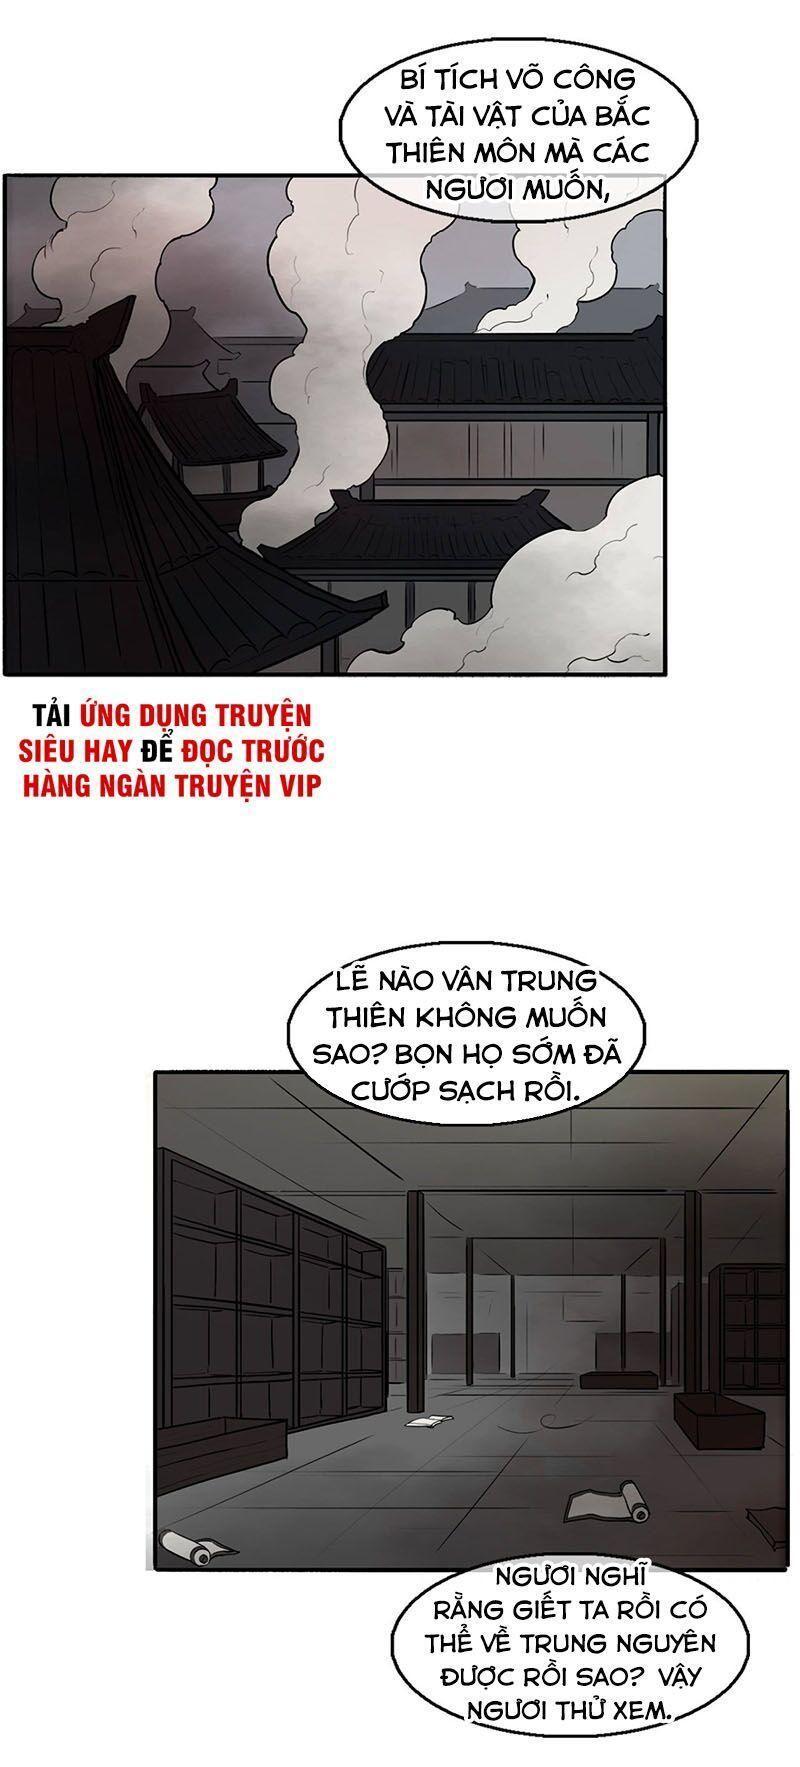 BÍ TÍCH VÕ CÔNG
VÀ TÀI VẬT CỦA BẮC
THIÊN MÔN MÀ CÁC
NGƯƠI MUỐN,
TẢI ỨNG DỤNG TRUYỆN
SIÊU HAY ĐỂ ĐỌC TRƯỚC
HÀNG NGÀN TRUYỆN VIP
LẼ NÀO VÂN TRUNG
THIÊN KHÔNG MUỐN
SAO? BỌN HỌ SỚM ĐÃ
CƯỚP SẠCH RỒI.
NGƯƠI NGHĨ
RẰNG GIẾT TA RỒI CÓ
THỂ VỀ TRUNG NGUYÊN
ĐƯỢC RỒI SAO? VẬY
NGƯƠI THỬ XEM.